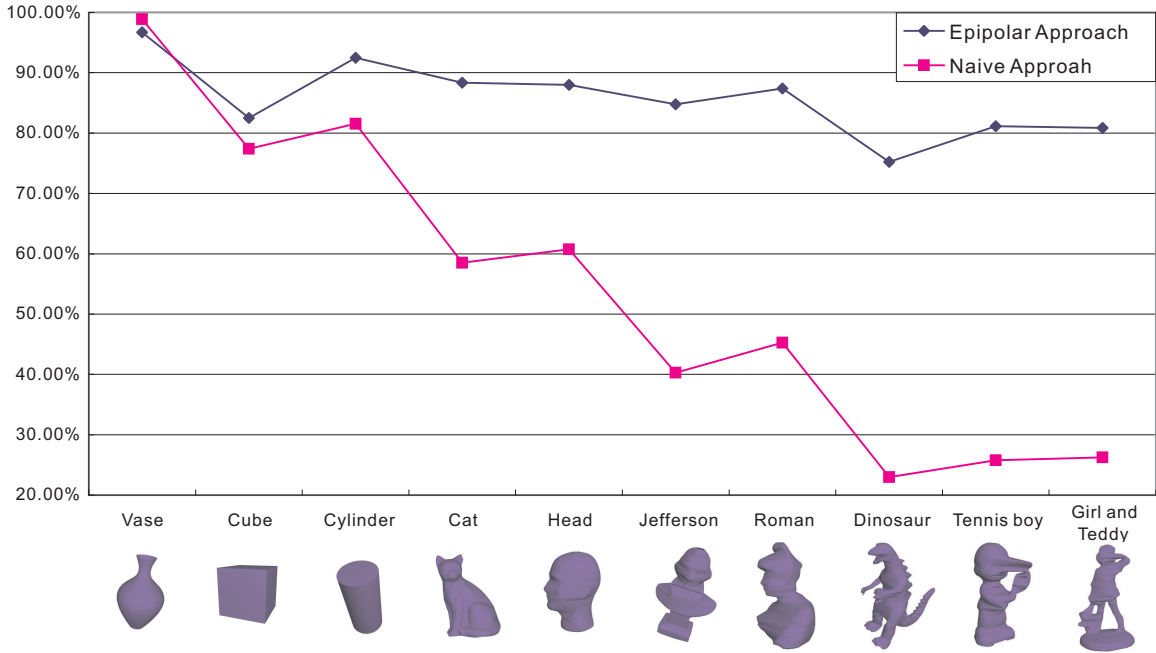 100.00%
90.00%
80.00%
70.00%
60.00%
50.00%
40.00%
30.00%
20.00%
Epipolar Approach
Naive Approah
Vase
Cube
Cylinder
Cat
Head
Jefferson
Roman
Dinosaur
Tennis boy
Girl and
Teddy